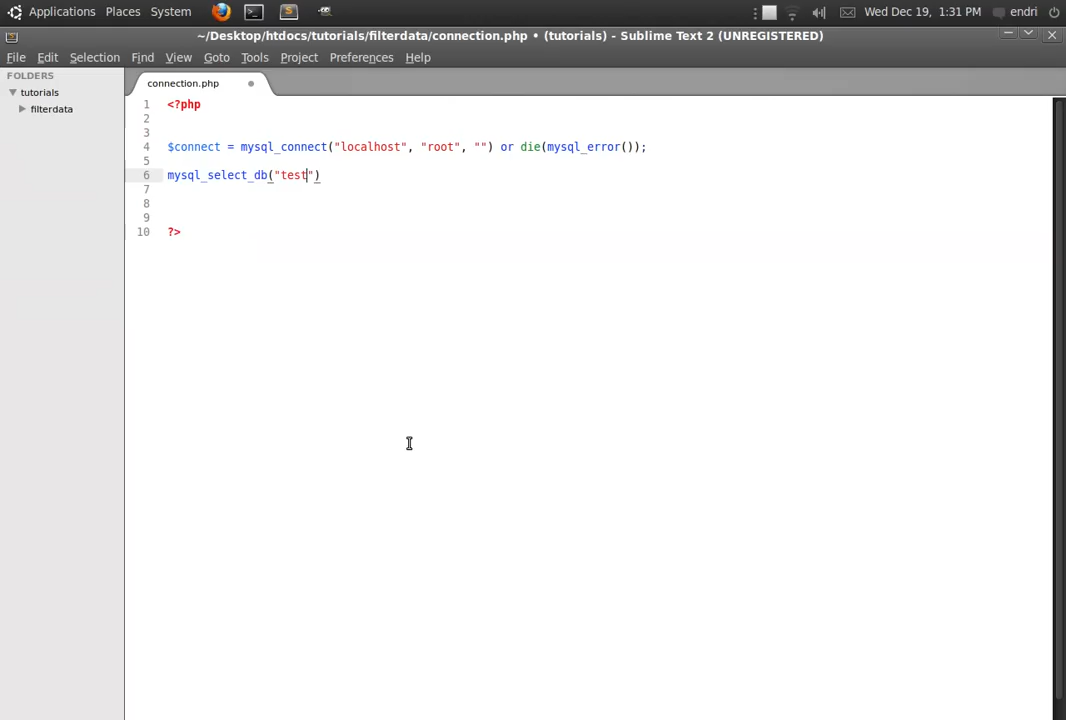 Applications Places System Wed Dec 19, 1:31 PM endri
~/Desktop/htdocs/tutorials/filterdata/connection.php • (tutorials) - Sublime Text 2 (UNREGISTERED)
File Edit Selection Find View Goto Tools Project Preferences Help
FOLDERS
tutorials
filterdata
connection.php
1 <?php
2
3
4 $connect = mysql_connect("localhost", "root", "") or die(mysql_error());
5
6 mysql_select_db("test")
7
8
9
10 ?>